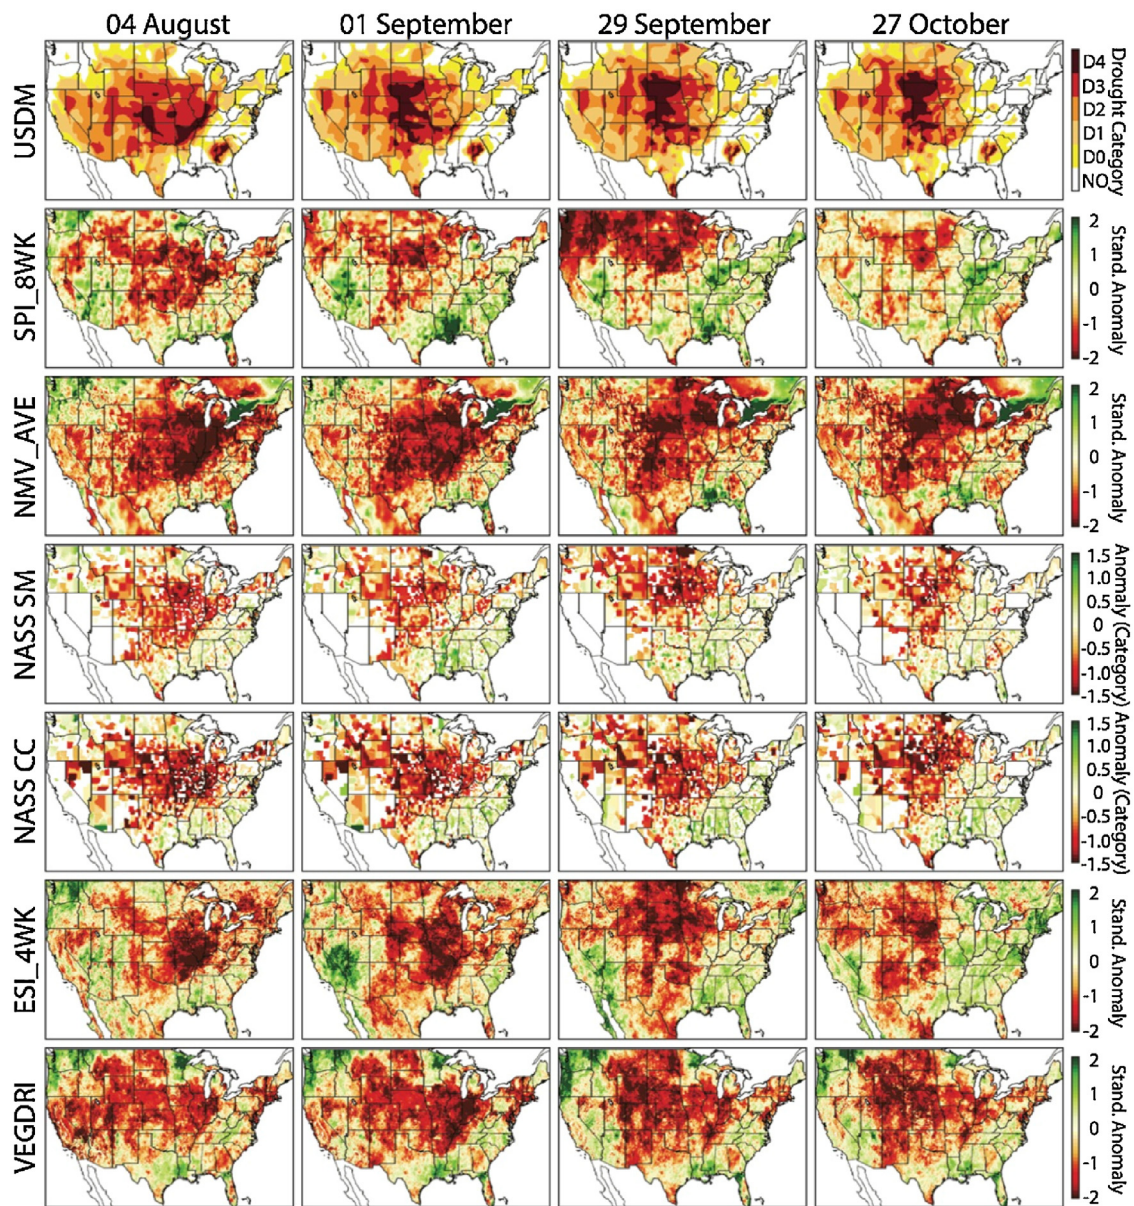 04 August 01 September 29 September 27 October
USDM
D4
D3
D2
D1
D0
NO
Drought Category
SPI_8WK
2
1
0
-1
-2
Stand. Anomaly
NMV_AVE
2
1
0
-1
-2
Stand. Anomaly
NASS SM
1.5
1.0
0.5
0
-0.5
-1.0
-1.5
Anomaly (Category)
NASS CC
1.5
1.0
0.5
0
-0.5
-1.0
-1.5
Anomaly (Category)
ESI_4WK
2
1
0
-1
-2
Stand. Anomaly
VEGDRI
2
1
0
-1
-2
Stand. Anomaly